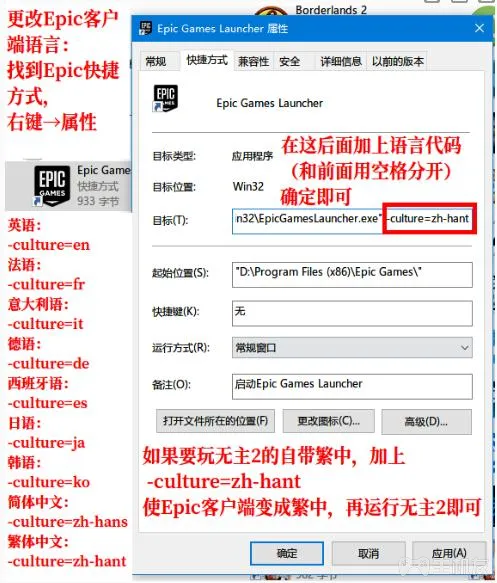 Borderlands 2
更改Epic客户
端语言：
找到Epic快捷
方式，
右键→属性
Epic Gam
快捷方式
933 字节
英语：
-culture=en
法语：
-culture=fr
意大利语：
-culture=it
德语：
-culture=de
西班牙语：
-culture=es
日语：
-culture=ja
韩语：
-culture=ko
简体中文：
-culture=zh-hans
繁体中文：
-culture=zh-hant
Epic Games Launcher 属性
常规 快捷方式 兼容性 安全 详细信息 以前的版本
EPIC
GAMES
Epic Games Launcher
目标类型： 应用程序
目标位置： Win32
在这后面加上语言代码
（和前面用空格分开）
确定即可
目标(T)： n32\EpicGamesLauncher.exe" -culture=zh-hant
起始位置(S)： "D:\Program Files (x86)\Epic Games\"
快捷键(K)： 无
运行方式(R)： 常规窗口
备注(O)： 启动Epic Games Launcher
打开文件所在的位置(F) 更改图标(C)... 高级(D)...
如果要玩无主2的自带繁中，加上
-culture=zh-hant
使Epic客户端变成繁中，再运行无主2即可
确定 取消 应用(A)